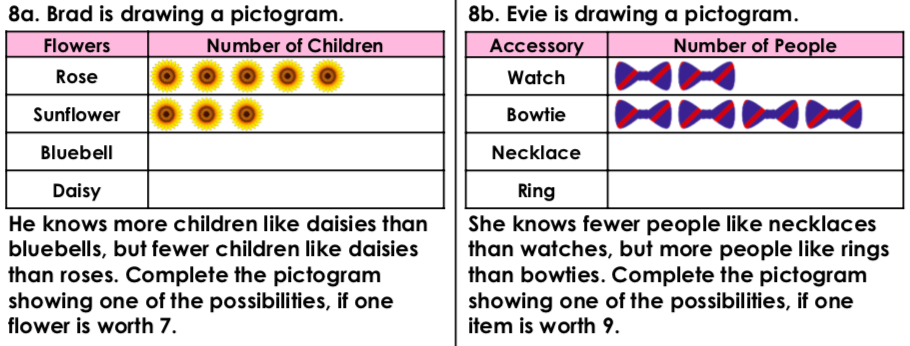 8a. Brad is drawing a pictogram.
Flowers Number of Children
Rose
Sunflower
Bluebell
Daisy
He knows more children like daisies than
bluebells, but fewer children like daisies
than roses. Complete the pictogram
showing one of the possibilities, if one
flower is worth 7.
8b. Evie is drawing a pictogram.
Accessory Number of People
Watch
Bowtie
Necklace
Ring
She knows fewer people like necklaces
than watches, but more people like rings
than bowties. Complete the pictogram
showing one of the possibilities, if one
item is worth 9.